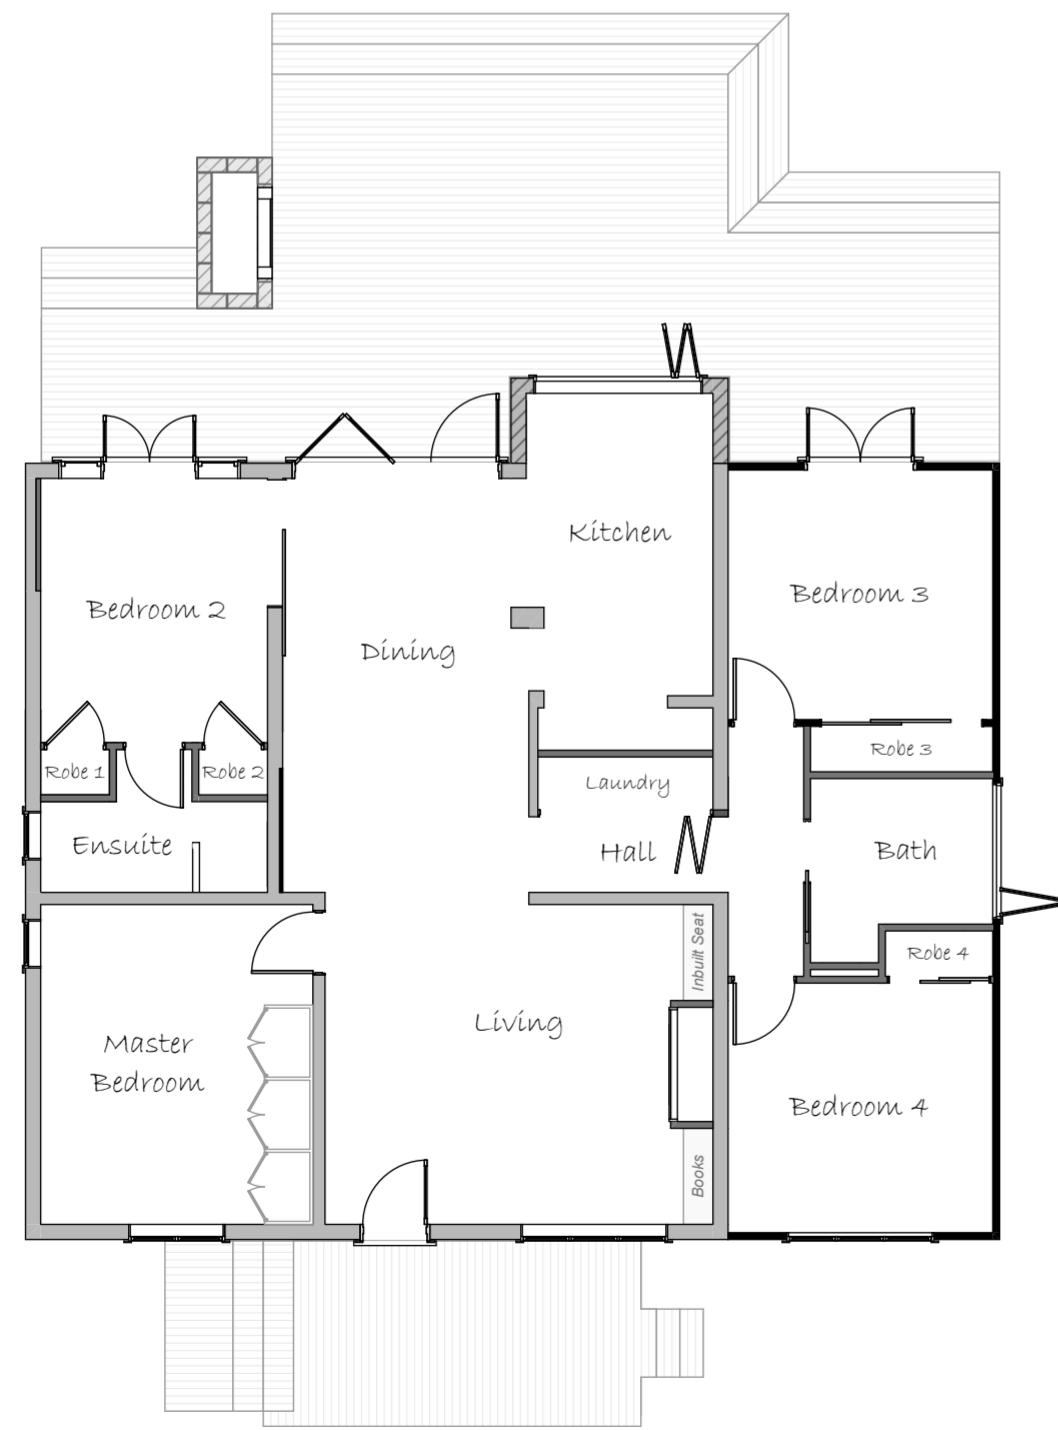 Kitchen
Bedroom 3
Bedroom 2
Dining
Robe 3
Robe 1
Robe 2
Laundry
Ensuite
Hall
Bath
Inbuilt Seat
Robe 4
Living
Master
Bedroom
Bedroom 4
Books